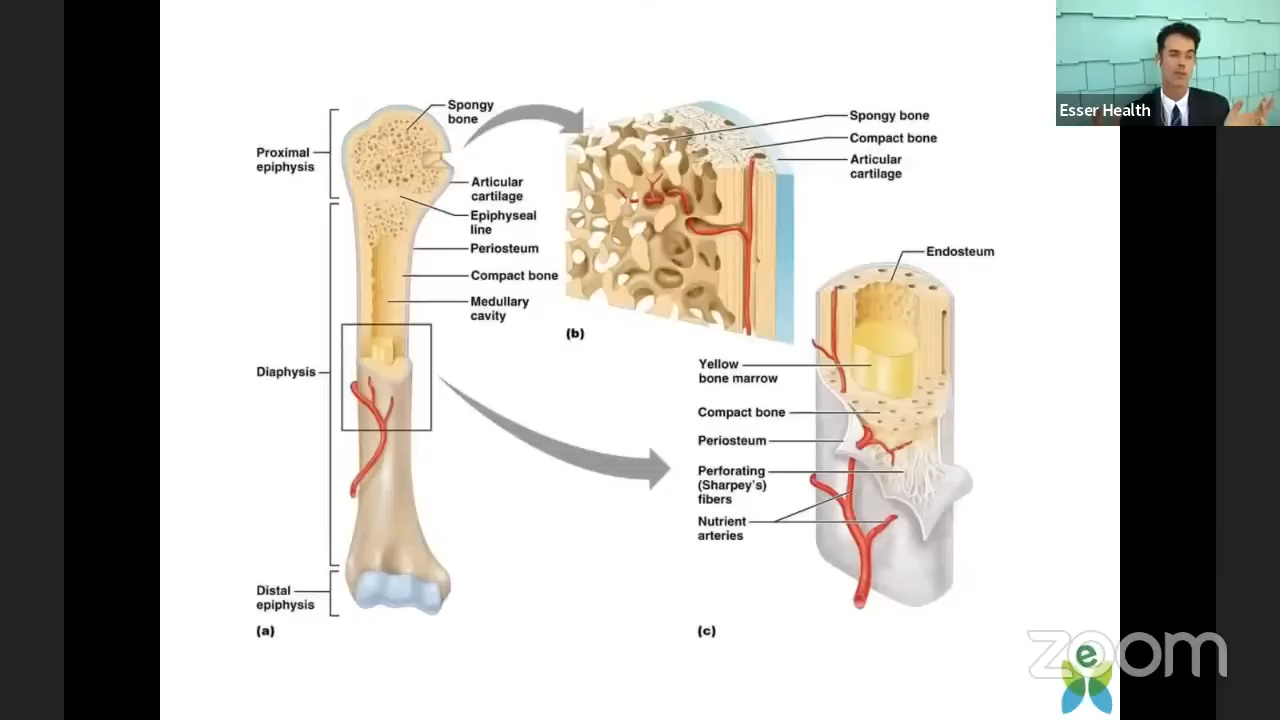 Esser Health
Spongy
bone
Proximal
epiphysis
Articular
cartilage
Epiphyseal
line
Periosteum
Compact bone
Medullary
cavity
Diaphysis
Distal
epiphysis
(a)
Spongy bone
Compact bone
Articular
cartilage
(b)
Endosteum
Yellow
bone marrow
Compact bone
Periosteum
Perforating
(Sharpey's)
fibers
Nutrient
arteries
(c)
zoom
e